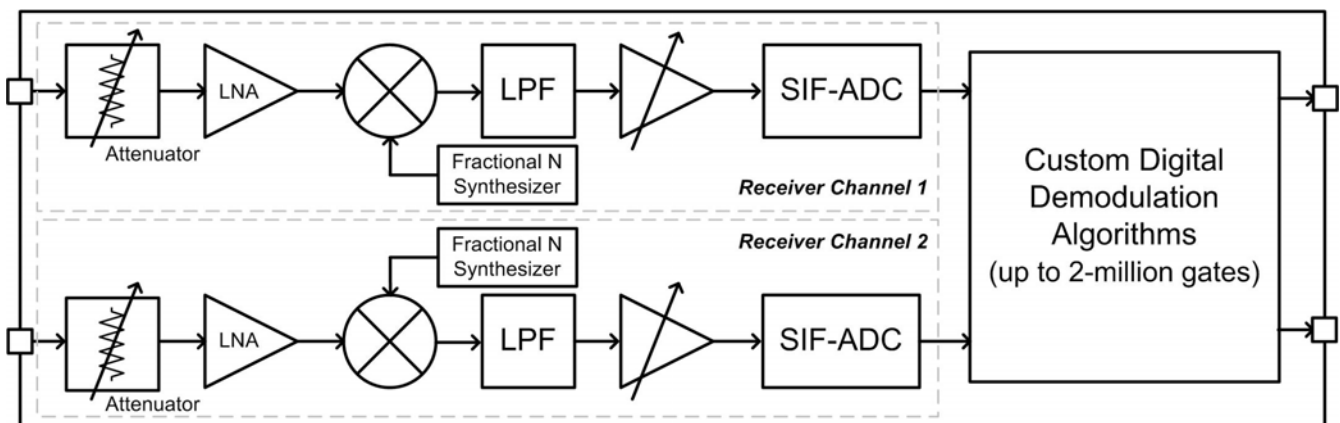 LNA
LPF
SIF-ADC
Attenuator
Fractional N
Synthesizer
Receiver Channel 1
Custom Digital
Demodulation
Algorithms
(up to 2-million gates)
Fractional N
Synthesizer
Receiver Channel 2
LNA
LPF
SIF-ADC
Attenuator